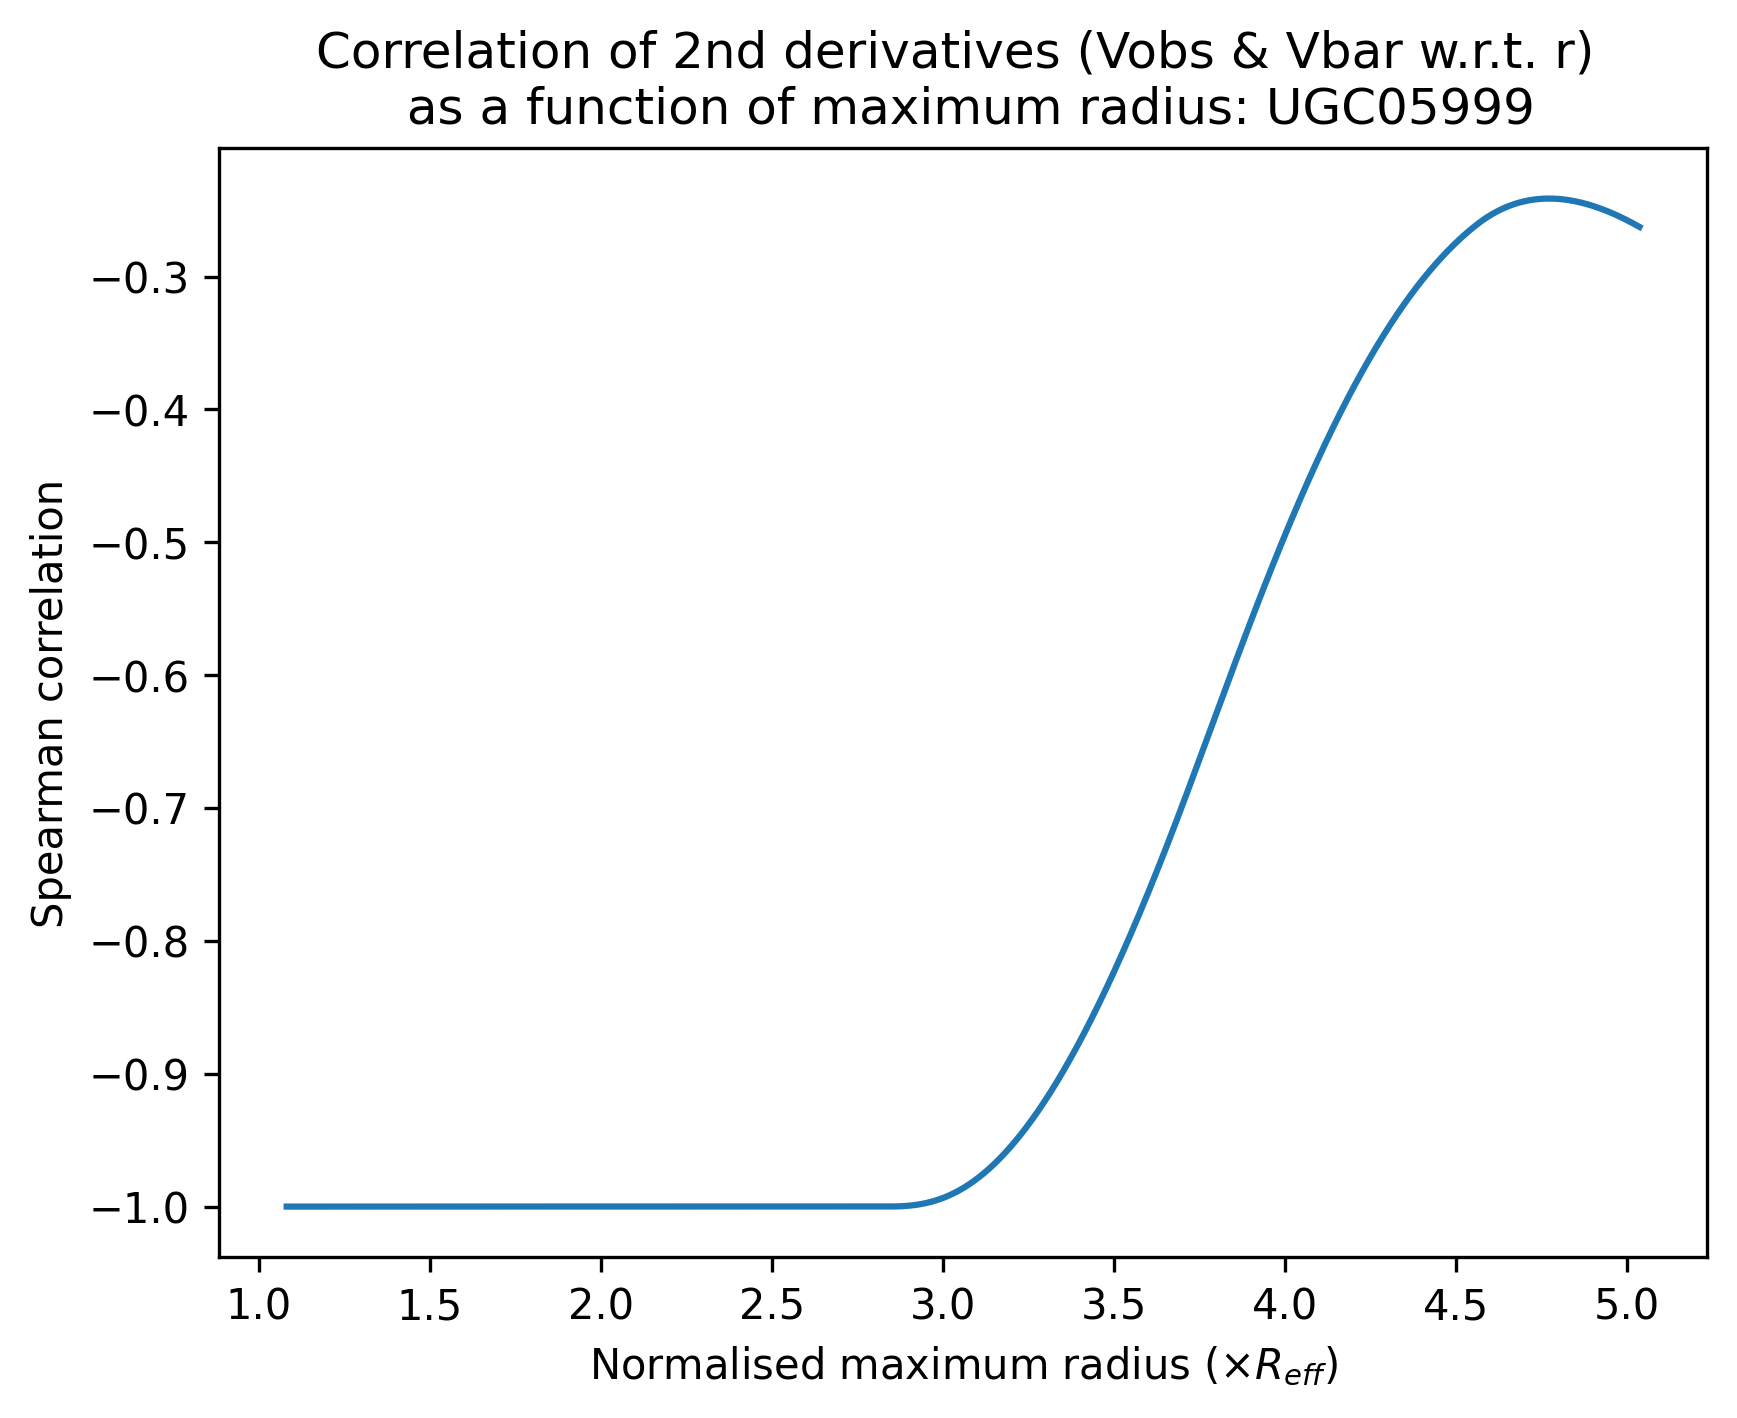 Correlation of 2nd derivatives (Vobs & Vbar w.r.t. r)
as a function of maximum radius: UGC05999
Spearman correlation
−0.3
−0.4
−0.5
−0.6
−0.7
−0.8
−0.9
−1.0
1.0 1.5 2.0 2.5 3.0 3.5 4.0 4.5 5.0
Normalised maximum radius (×R_eff)